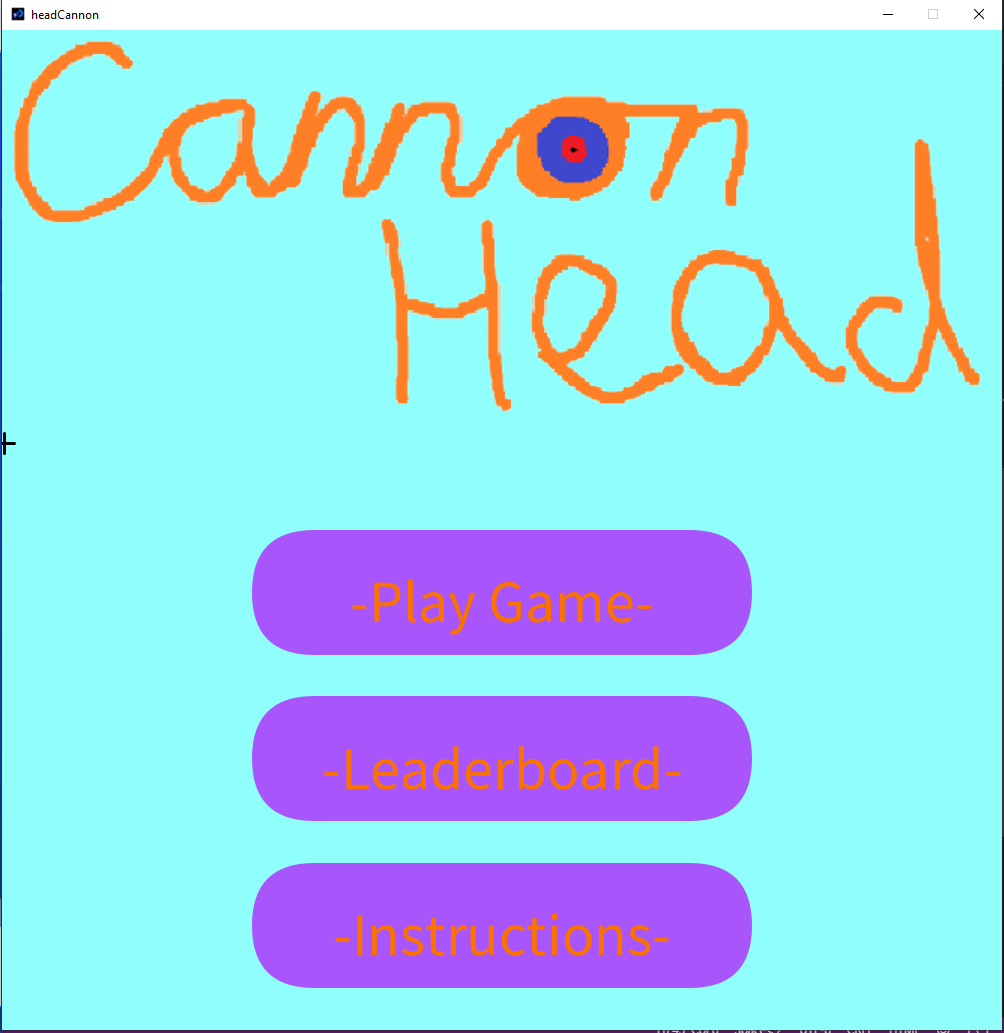 headCannon
Cannon
Head
-Play Game-
-Leaderboard-
-Instructions-